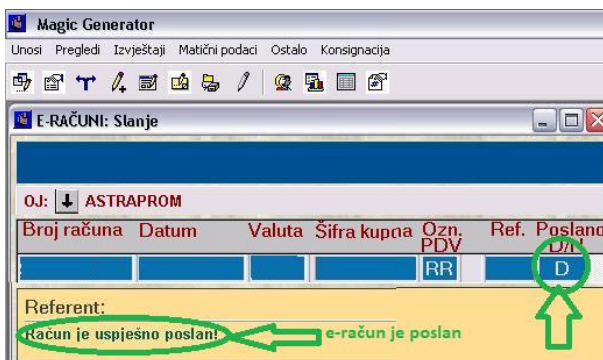 Magic Generator
Unosi Pregledi Izvještaji Matični podaci Ostalo Konsignacija
E-RAČUNI: Slanje
OJ: ASTRAPROM
Broj računa Datum Valuta Šifra kupca Ozn. PDV Ref. Poslano D/N
RR D
Referent:
Račun je uspješno poslan! e-račun je poslan